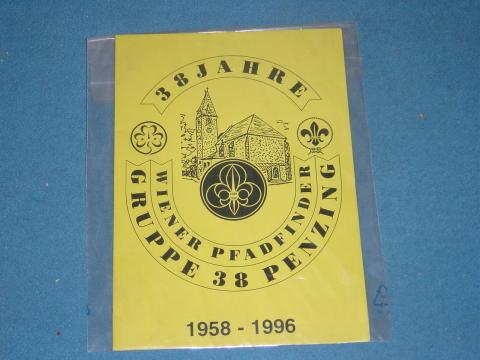 38 JAHRE
WIENER PFADFINDER
GRUPPE 38 PENZING
1958 - 1996